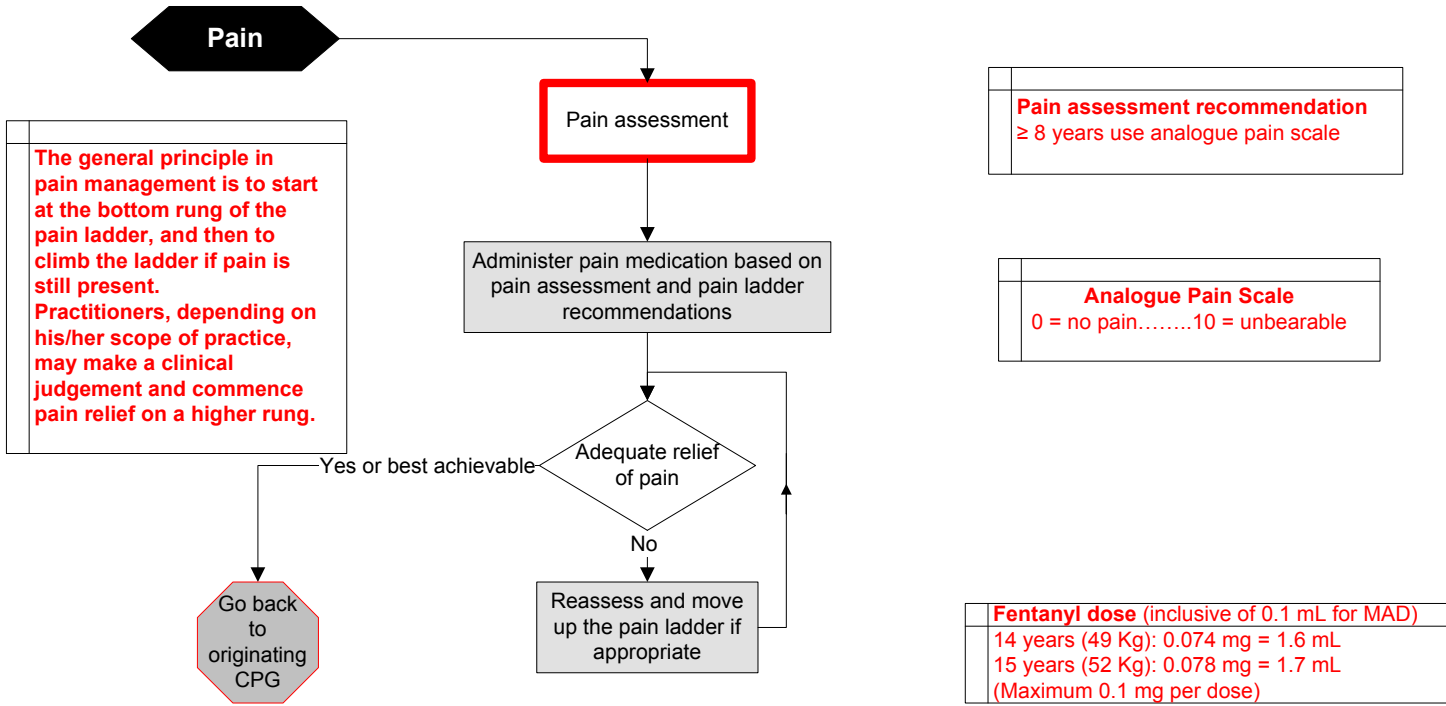 Pain
Pain assessment
Pain assessment recommendation
≥ 8 years use analogue pain scale
The general principle in
pain management is to start
at the bottom rung of the
pain ladder, and then to
climb the ladder if pain is
still present.
Practitioners, depending on
his/her scope of practice,
may make a clinical
judgement and commence
pain relief on a higher rung.
Administer pain medication based on
pain assessment and pain ladder
recommendations
Analogue Pain Scale
0 = no pain……..10 = unbearable
Adequate relief
of pain
Yes or best achievable
No
Go back
to
originating
CPG
Reassess and move
up the pain ladder if
appropriate
Fentanyl dose (inclusive of 0.1 mL for MAD)
14 years (49 Kg): 0.074 mg = 1.6 mL
15 years (52 Kg): 0.078 mg = 1.7 mL
(Maximum 0.1 mg per dose)